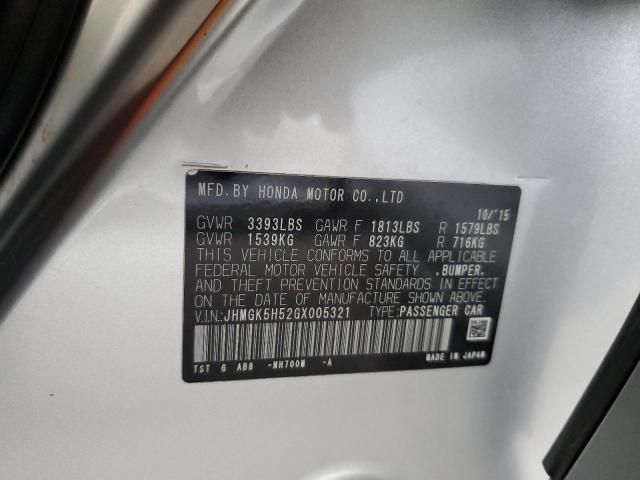 MFD.BY HONDA MOTOR CO.,LTD
10/'15
GVWR 3393LBS GAWR F 1813LBS R 1579LBS
GVWR 1539KG GAWR F 823KG R 716KG
THIS VEHICLE CONFORMS TO ALL APPLICABLE
FEDERAL MOTOR VEHICLE SAFETY ,BUMPER,
AND THEFT PREVENTION STANDARDS IN EFFECT
ON THE DATE OF MANUFACTURE SHOWN ABOVE.
V.I.N:JHMGK5H52GX005321 TYPE:PASSENGER CAR
TST G AB8 -NH700M -A MADE IN JAPAN